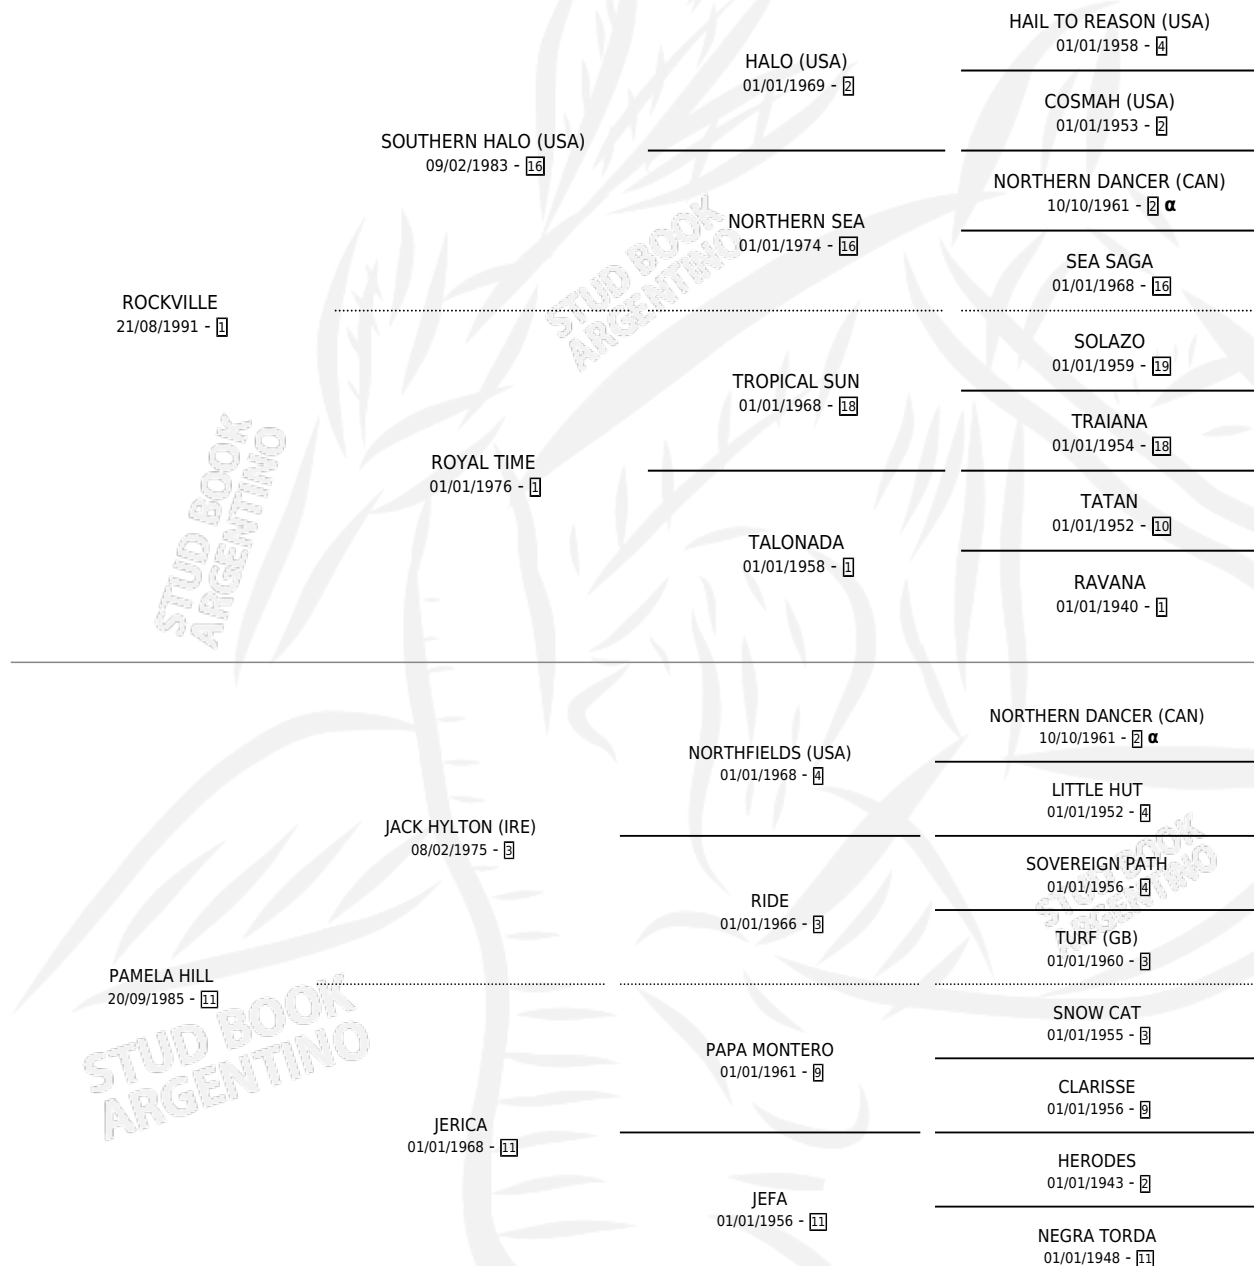 HAIL TO REASON (USA)
01/01/1958 - 4
HALO (USA)
01/01/1969 - 2
COSMAH (USA)
01/01/1953 - 2
SOUTHERN HALO (USA)
09/02/1983 - 16
NORTHERN DANCER (CAN)
10/10/1961 - 2 α
NORTHERN SEA
01/01/1974 - 16
SEA SAGA
01/01/1968 - 16
ROCKVILLE
21/08/1991 - 1
SOLAZO
01/01/1959 - 19
TROPICAL SUN
01/01/1968 - 18
TRAIANA
01/01/1954 - 18
ROYAL TIME
01/01/1976 - 1
TATAN
01/01/1952 - 10
TALONADA
01/01/1958 - 1
RAVANA
01/01/1940 - 1
NORTHERN DANCER (CAN)
10/10/1961 - 2 α
NORTHFIELDS (USA)
01/01/1968 - 4
LITTLE HUT
01/01/1952 - 4
JACK HYLTON (IRE)
08/02/1975 - 3
SOVEREIGN PATH
01/01/1956 - 4
RIDE
01/01/1966 - 3
TURF (GB)
01/01/1960 - 3
PAMELA HILL
20/09/1985 - 11
SNOW CAT
01/01/1955 - 3
PAPA MONTERO
01/01/1961 - 9
CLARISSE
01/01/1956 - 9
JERICA
01/01/1968 - 11
HERODES
01/01/1943 - 2
JEFA
01/01/1956 - 11
NEGRA TORDA
01/01/1948 - 11
STUD BOOK
ARGENTINO
STUD BOOK
ARGENTINO
STUD BOOK
ARGENTINO
STUD BOOK
ARGENTINO